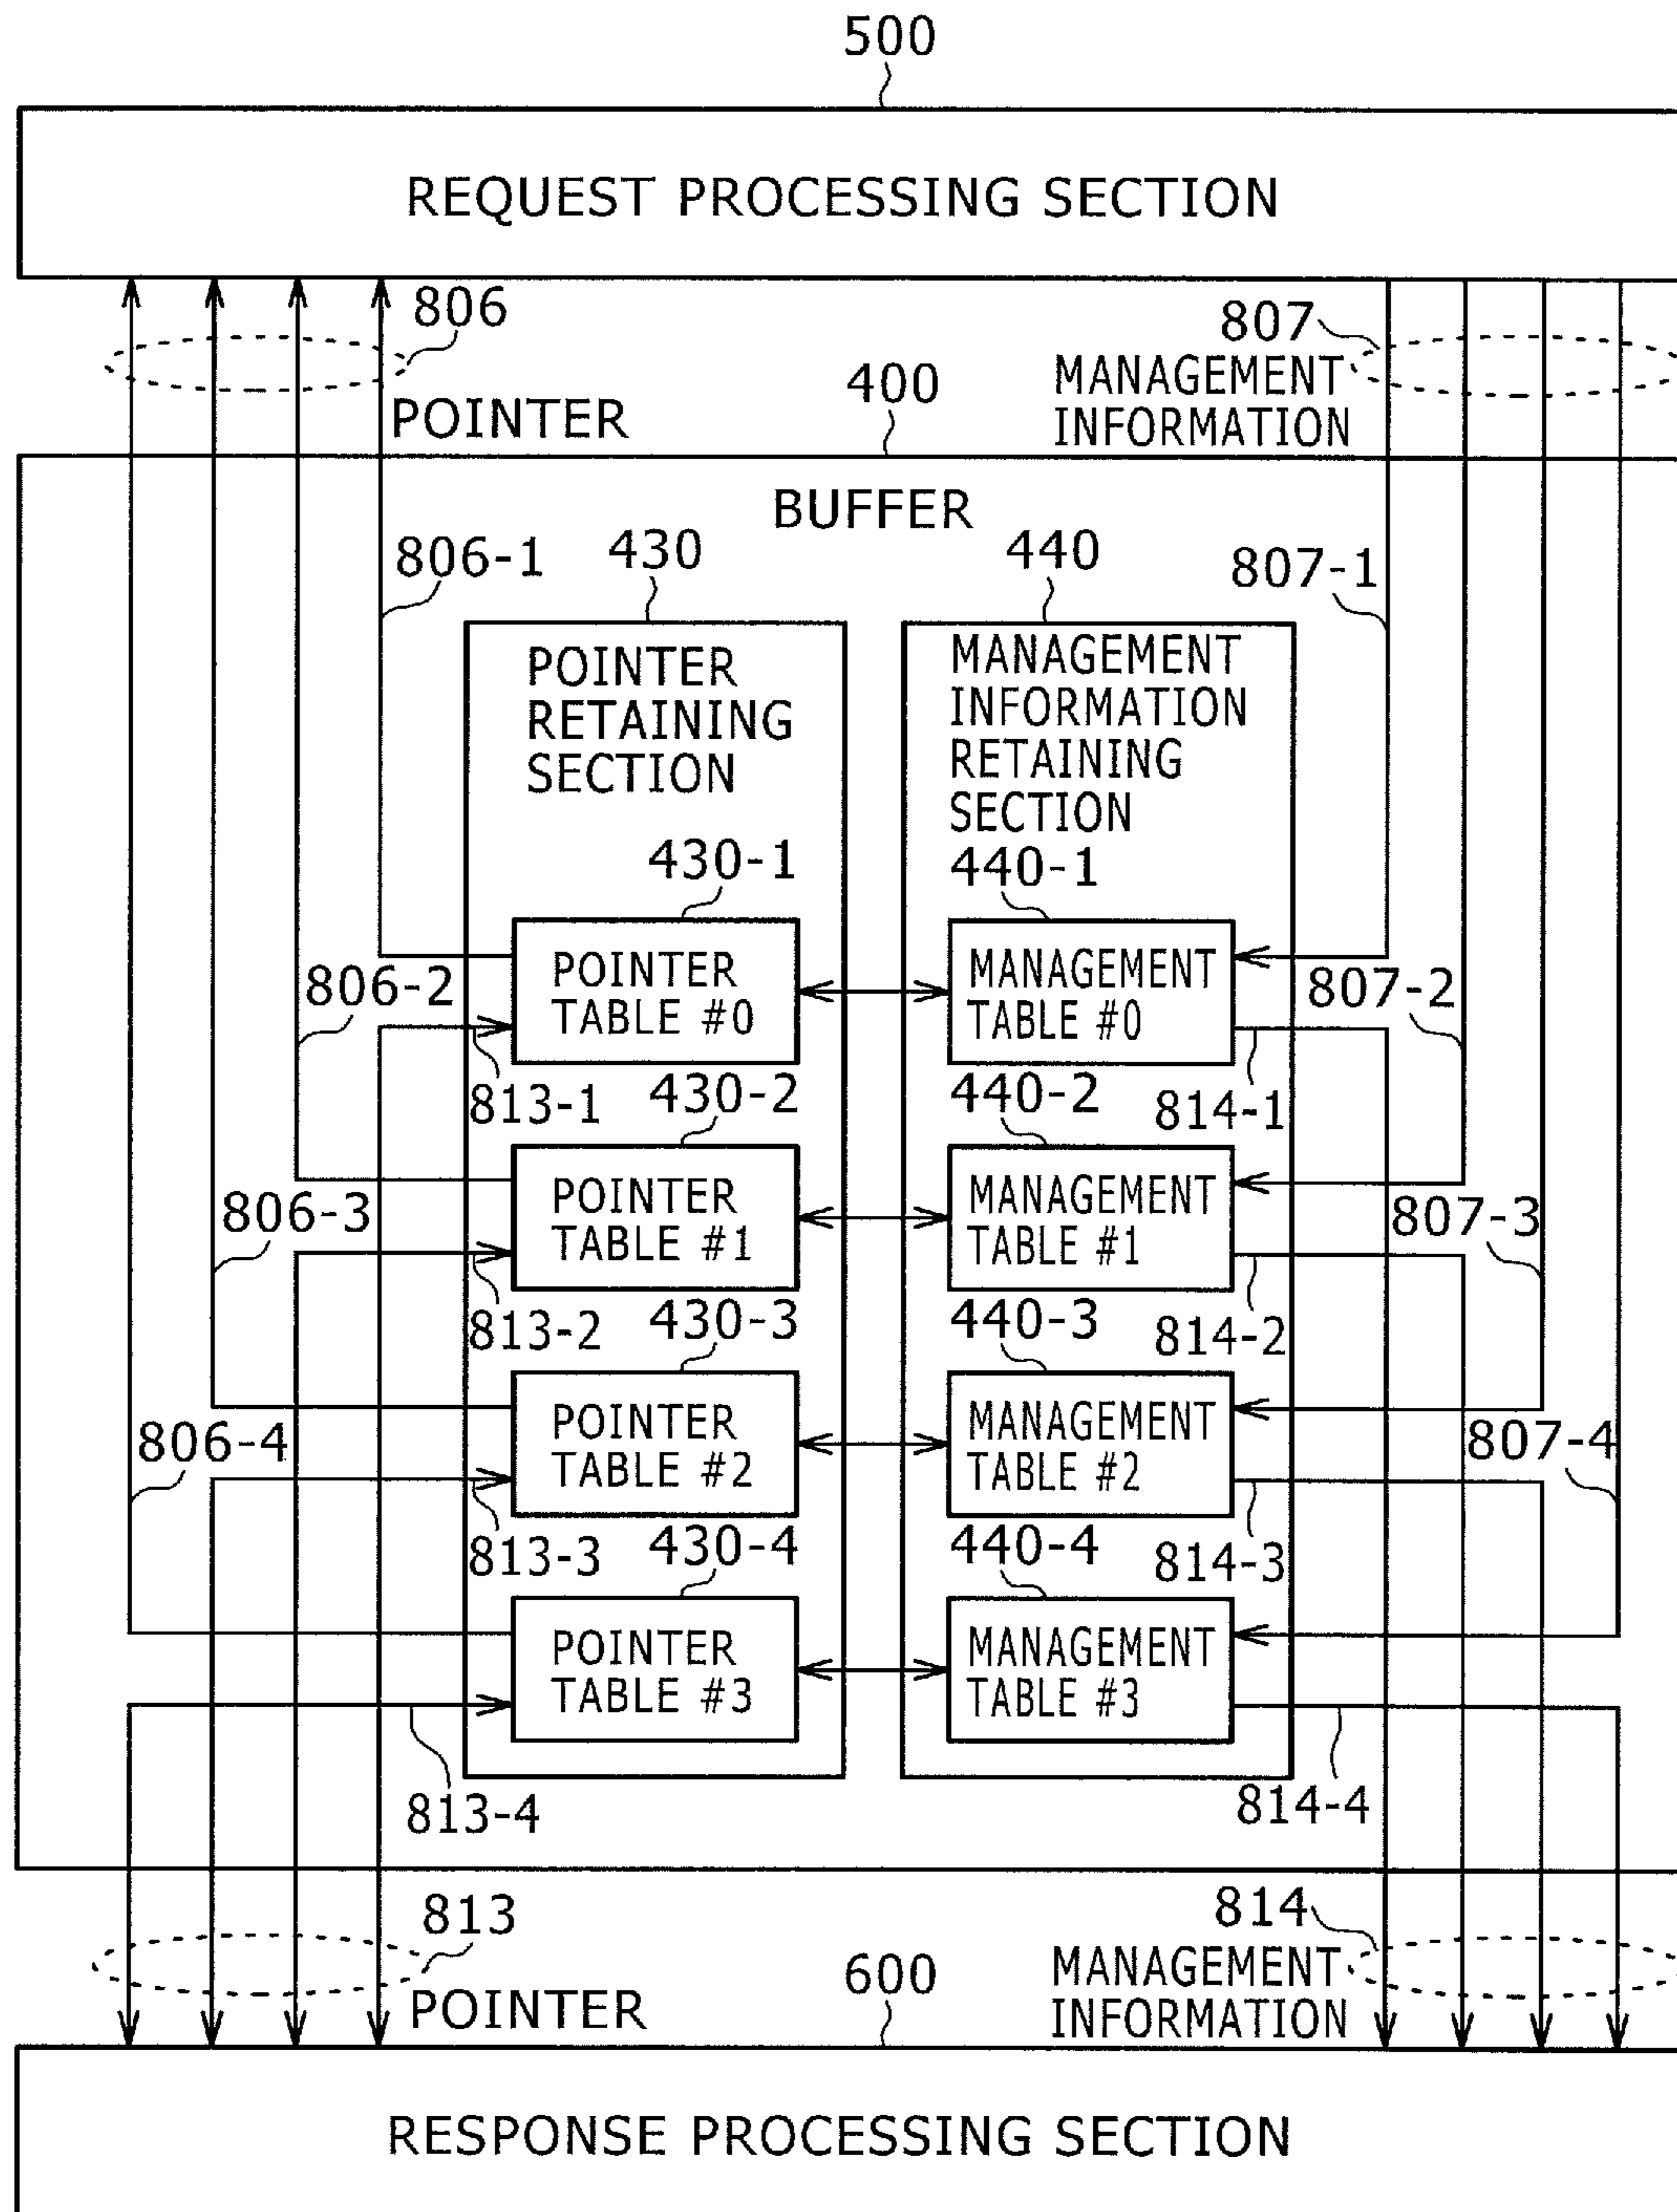 500
REQUEST PROCESSING SECTION
806
807
MANAGEMENT
INFORMATION
400
POINTER
BUFFER
806-1
430
440
807-1
POINTER
RETAINING
SECTION
MANAGEMENT
INFORMATION
RETAINING
SECTION
430-1
440-1
806-2
POINTER
TABLE #0
MANAGEMENT
TABLE #0
807-2
813-1
430-2
440-2
814-1
806-3
POINTER
TABLE #1
MANAGEMENT
TABLE #1
807-3
813-2
430-3
440-3
814-2
806-4
POINTER
TABLE #2
MANAGEMENT
TABLE #2
807-4
813-3
430-4
440-4
814-3
POINTER
TABLE #3
MANAGEMENT
TABLE #3
813-4
814-4
813
814
POINTER
600
MANAGEMENT
INFORMATION
RESPONSE PROCESSING SECTION